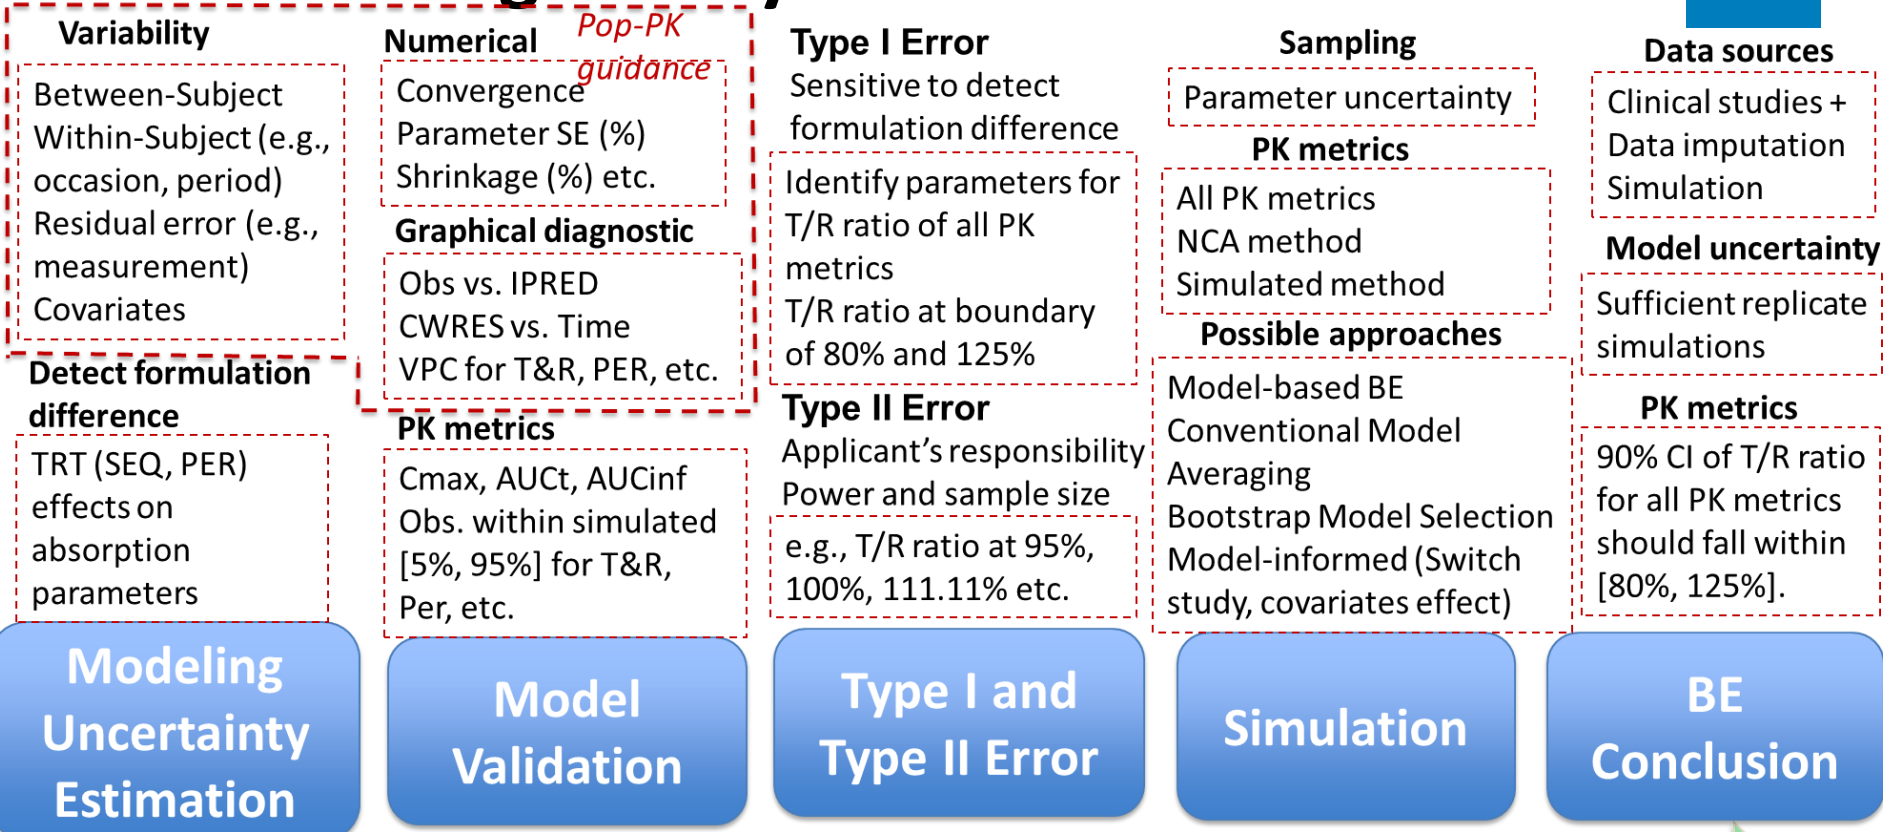 Variability
Between-Subject
Within-Subject (e.g.,
occasion, period)
Residual error (e.g.,
measurement)
Covariates
Detect formulation
difference
TRT (SEQ, PER)
effects on
absorption
parameters
Modeling
Uncertainty
Estimation
Numerical
Pop-PK
guidance
Convergence
Parameter SE (%)
Shrinkage (%) etc.
Graphical diagnostic
Obs vs. IPRED
CWRES vs. Time
VPC for T&R, PER, etc.
PK metrics
Cmax, AUCt, AUCinf
Obs. within simulated
[5%, 95%] for T&R,
Per, etc.
Model
Validation
Type I Error
Sensitive to detect
formulation difference
Identify parameters for
T/R ratio of all PK
metrics
T/R ratio at boundary
of 80% and 125%
Type II Error
Applicant’s responsibility
Power and sample size
e.g., T/R ratio at 95%,
100%, 111.11% etc.
Type I and
Type II Error
Sampling
Parameter uncertainty
PK metrics
All PK metrics
NCA method
Simulated method
Possible approaches
Model-based BE
Conventional Model
Averaging
Bootstrap Model Selection
Model-informed (Switch
study, covariates effect)
Simulation
Data sources
Clinical studies +
Data imputation
Simulation
Model uncertainty
Sufficient replicate
simulations
PK metrics
90% CI of T/R ratio
for all PK metrics
should fall within
[80%, 125%].
BE
Conclusion